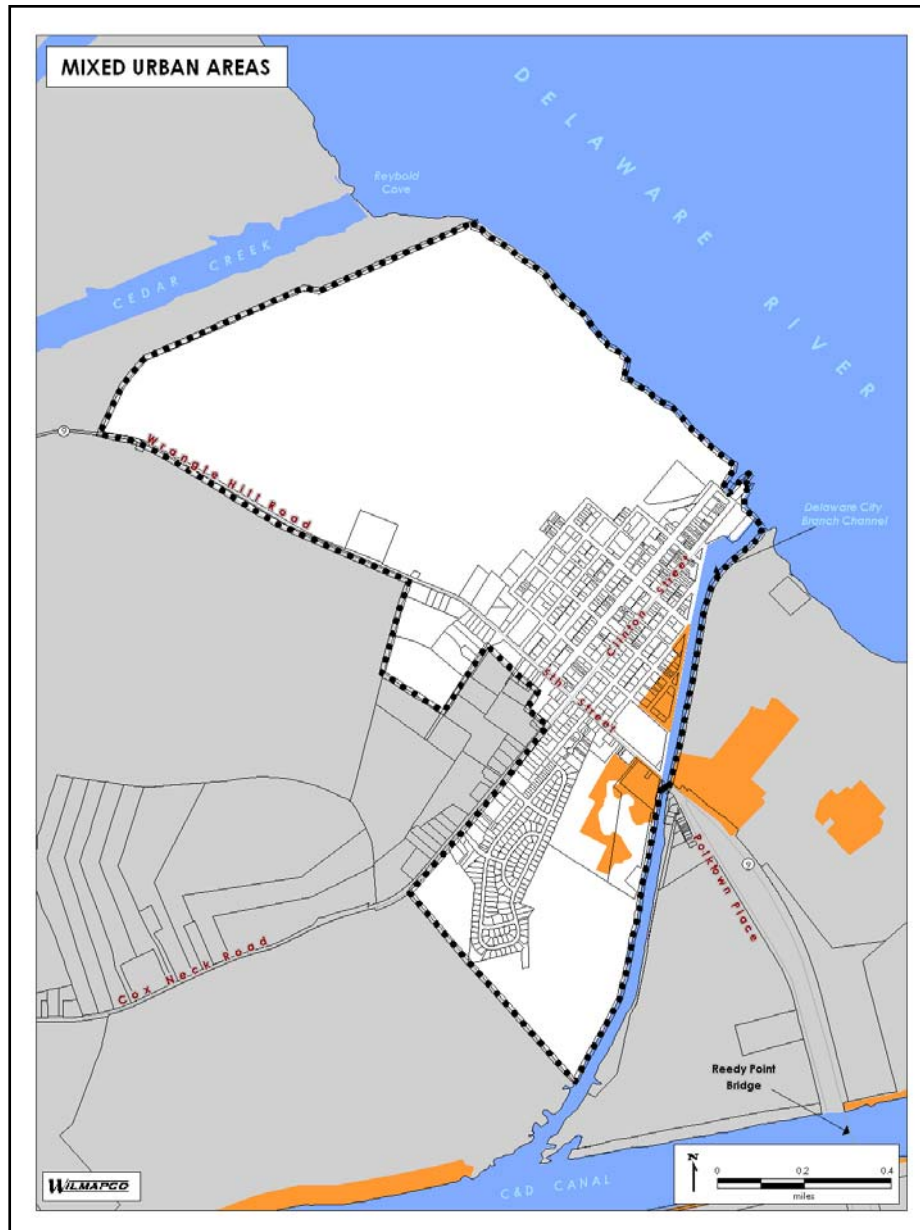 MIXED URBAN AREAS
DELAWARE RIVER
Reybold
Cove
CEDAR CREEK
9
Wrangle Hill Road
Delaware City
Branch Channel
Clinton Street
5th Street
9
Polktown Place
Cox Neck Road
Reedy Point
Bridge
C&D CANAL
WILMAPCO
N
0 0.2 0.4
miles